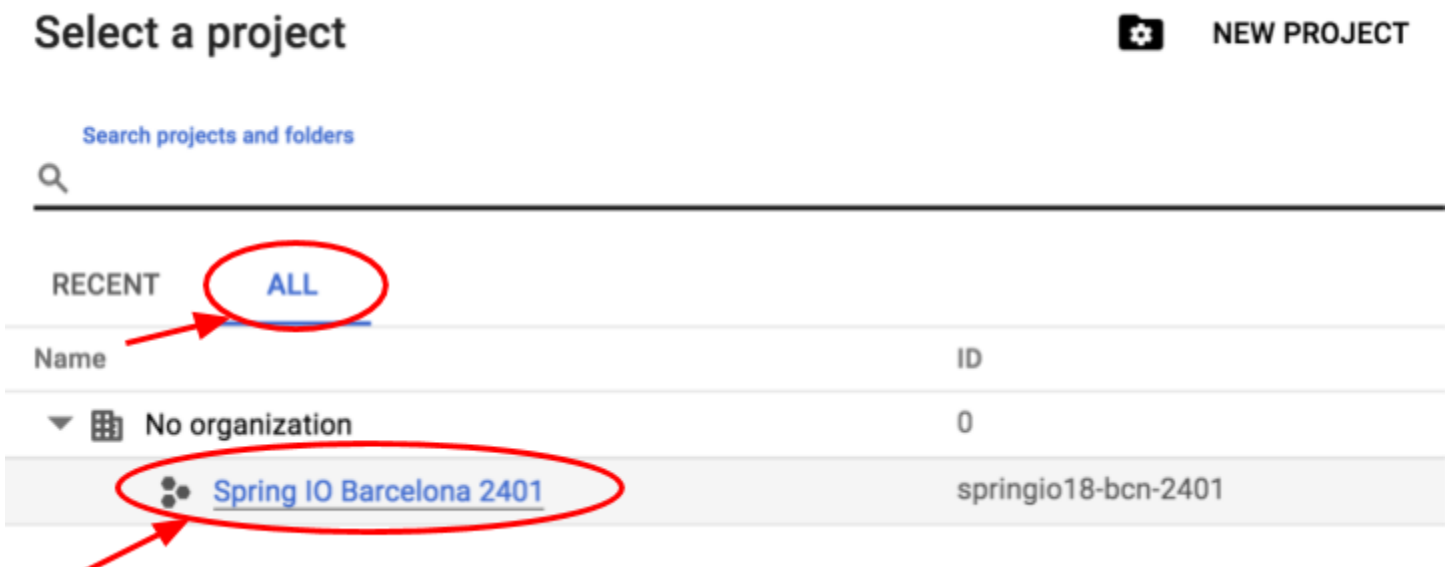 Select a project
NEW PROJECT
Search projects and folders
RECENT ALL
Name ID
No organization 0
Spring IO Barcelona 2401 springio18-bcn-2401